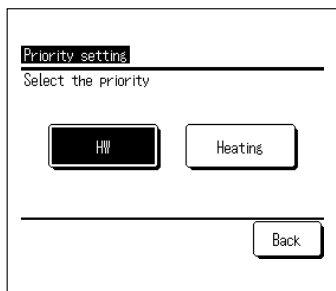 Priority setting
Select the priority
HW
Heating
Back